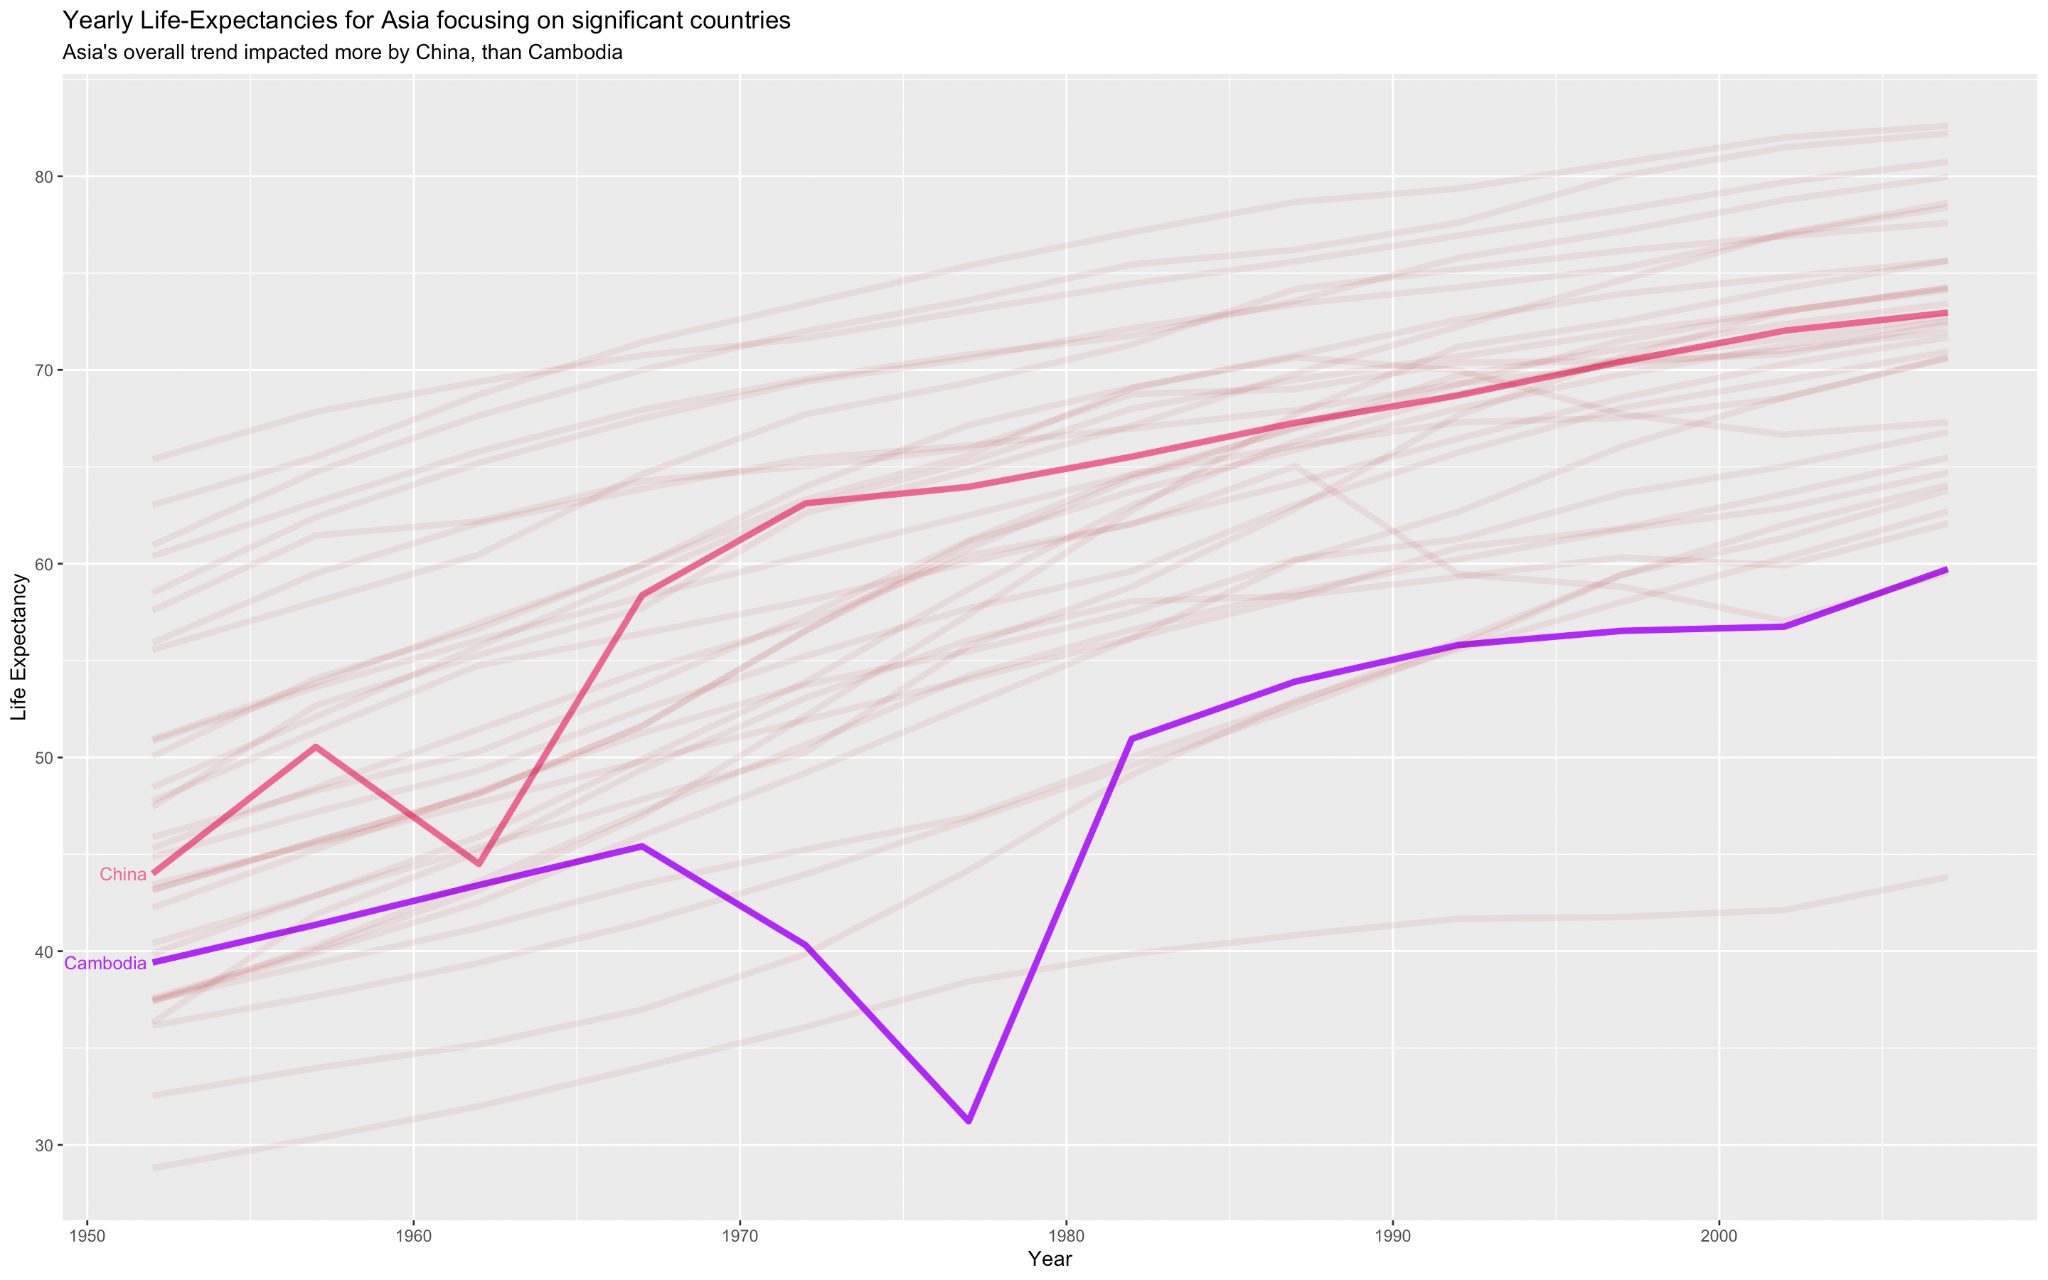 Yearly Life-Expectancies for Asia focusing on significant countries
Asia's overall trend impacted more by China, than Cambodia
80
70
60
50
40
30
Life Expectancy
China
Cambodia
1950 1960 1970 1980 1990 2000
Year